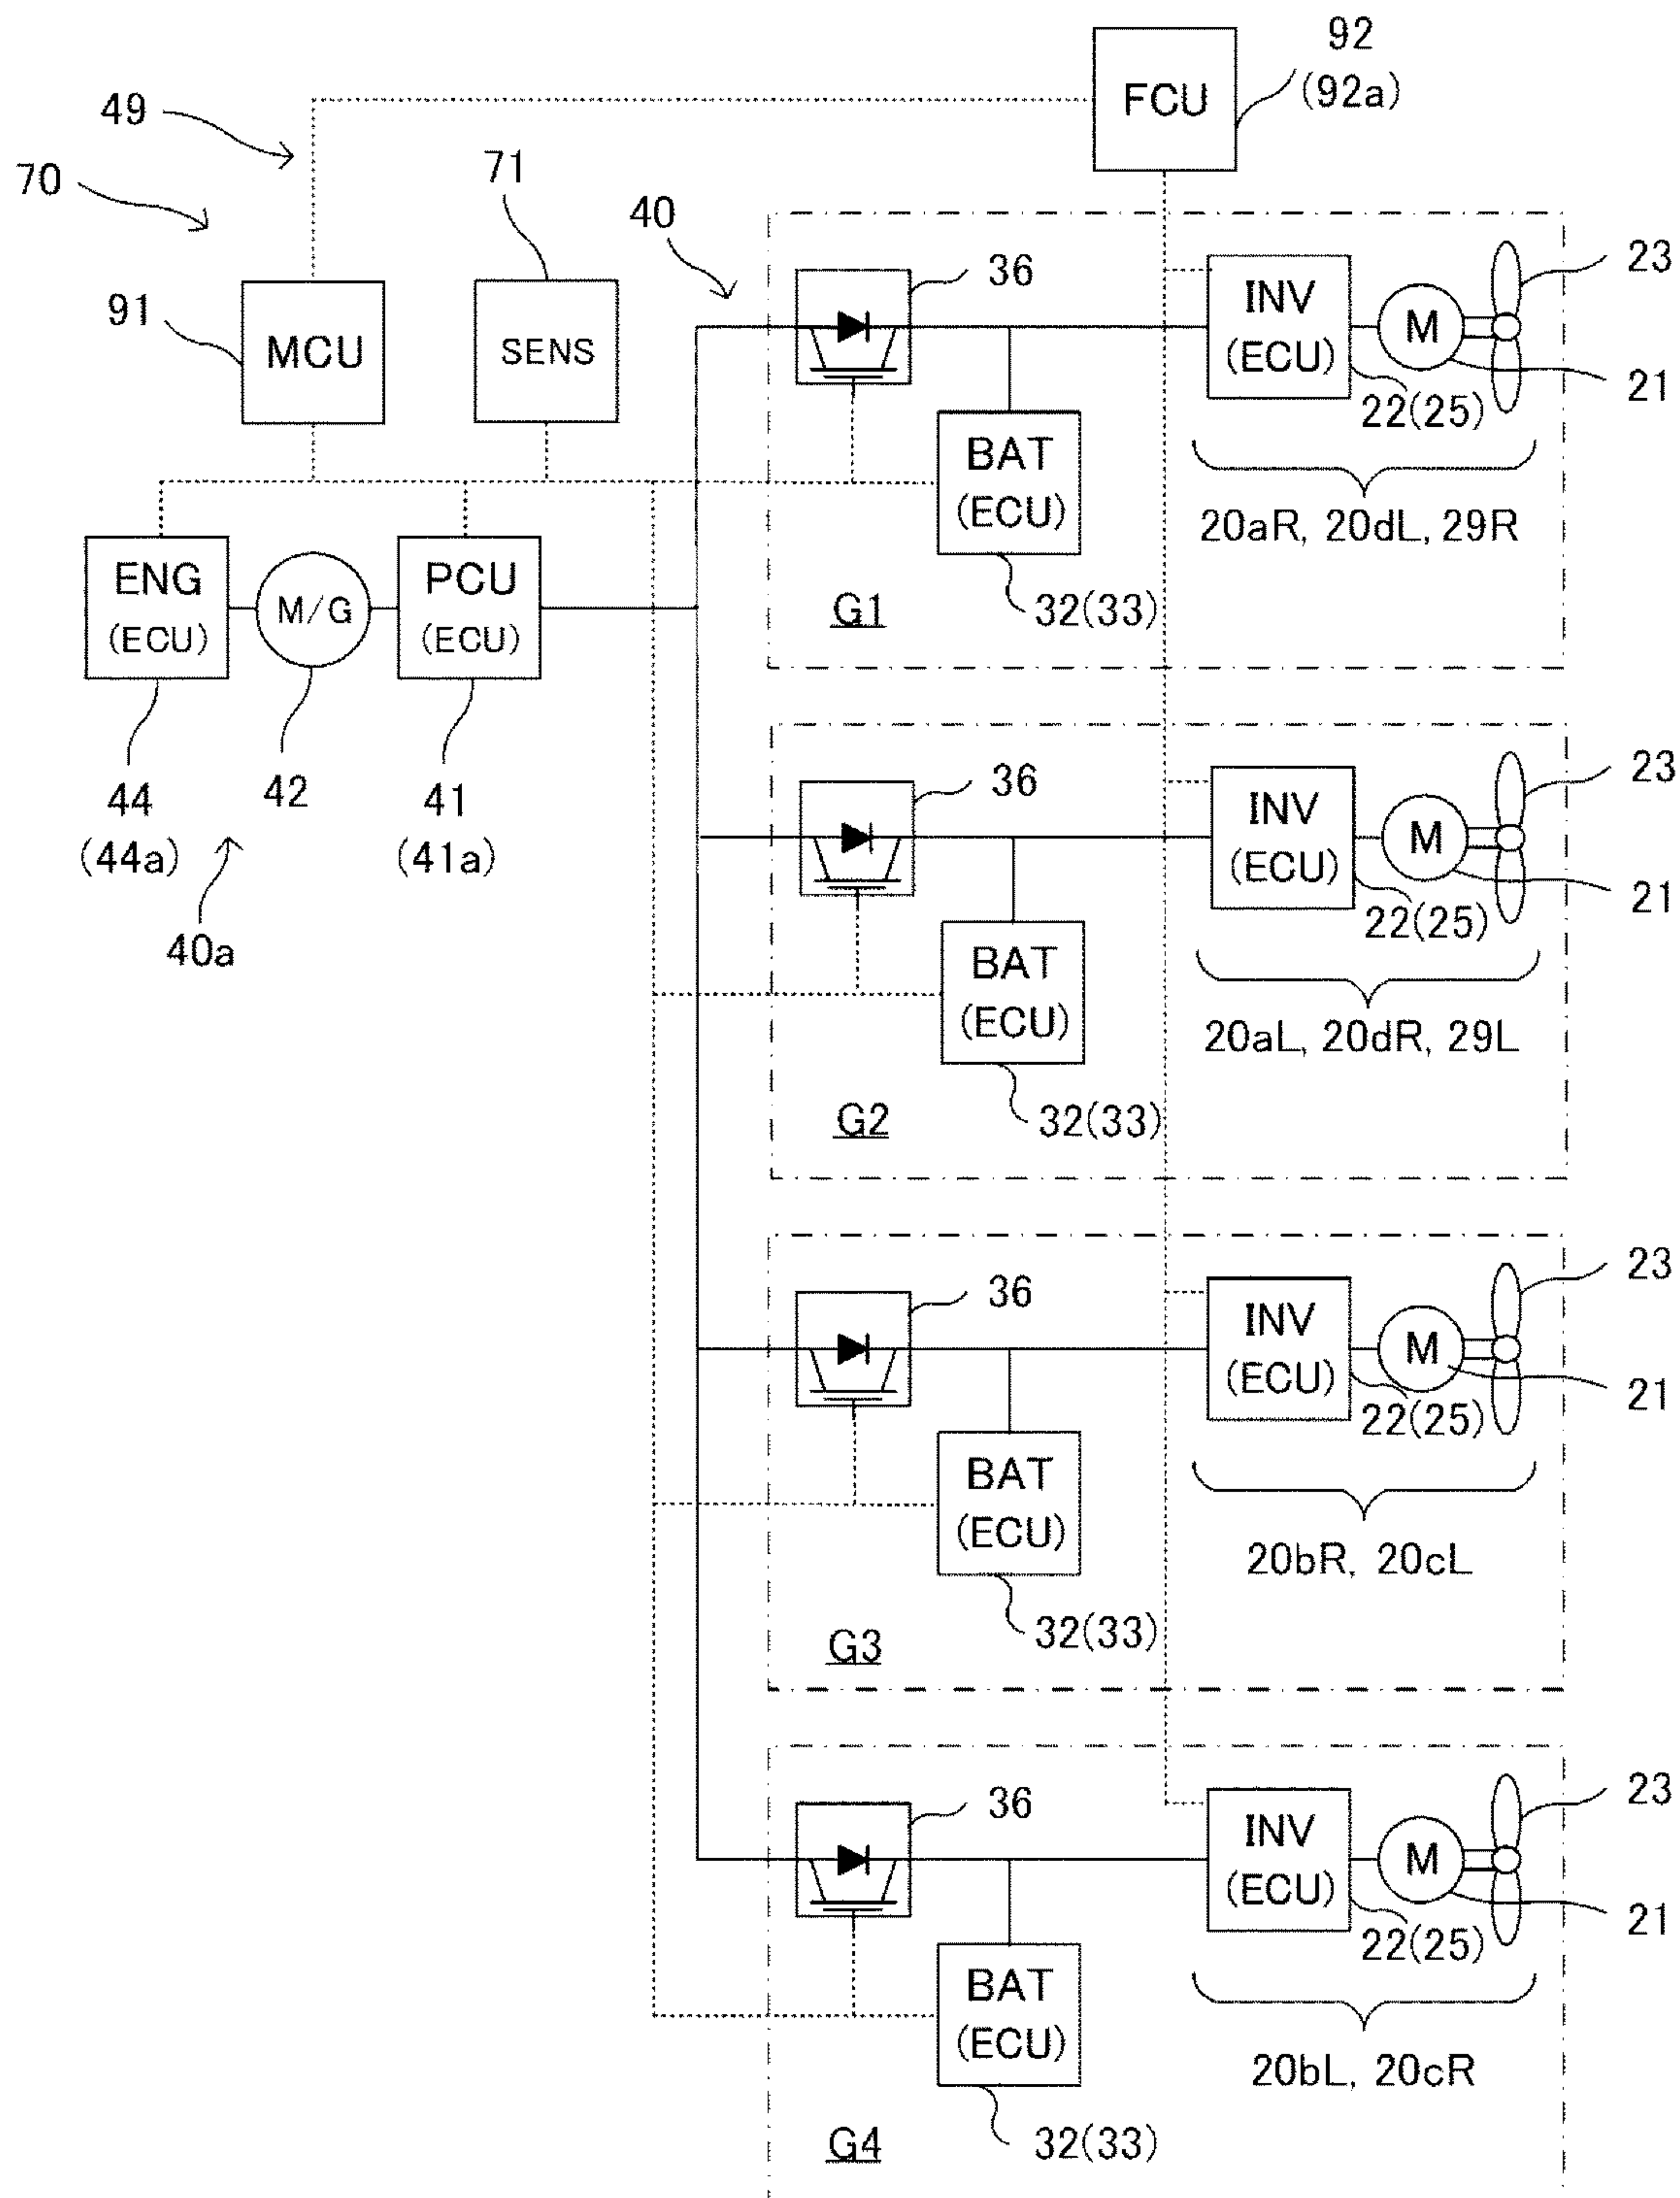 92
(92a)
FCU
49
70
71
40
91
MCU
SENS
36
INV
(ECU)
M
23
21
22(25)
BAT
(ECU)
20aR, 20dL, 29R
32(33)
G1
ENG
(ECU)
M/G
PCU
(ECU)
44
(44a)
42
41
(41a)
40a
36
INV
(ECU)
M
23
21
22(25)
BAT
(ECU)
20aL, 20dR, 29L
32(33)
G2
36
INV
(ECU)
M
23
21
22(25)
BAT
(ECU)
20bR, 20cL
32(33)
G3
36
INV
(ECU)
M
23
21
22(25)
BAT
(ECU)
20bL, 20cR
32(33)
G4